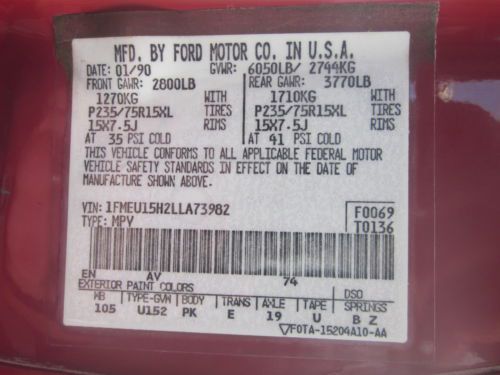 MFD. BY FORD MOTOR CO. IN U.S.A.
DATE: 01/90 GVWR: 6050LB/ 2744KG
FRONT GAWR: 2800LB REAR GAWR: 3770LB
1270KG WITH 1710KG WITH
P235/75R15XL TIRES P235/75R15XL TIRES
15X7.5J RIMS 15X7.5J RIMS
AT 35 PSI COLD AT 41 PSI COLD
THIS VEHICLE CONFORMS TO ALL APPLICABLE FEDERAL MOTOR
VEHICLE SAFETY STANDARDS IN EFFECT ON THE DATE OF
MANUFACTURE SHOWN ABOVE.
VIN: 1FMEU15H2LLA73982 F0069
TYPE: MPV T0136
EN AV 74
EXTERIOR PAINT COLORS DSO
WB TYPE-GVW BODY TRANS AXLE TAPE SPRINGS
105 U152 PK E 19 U B Z
F0TA-15204A10-AA